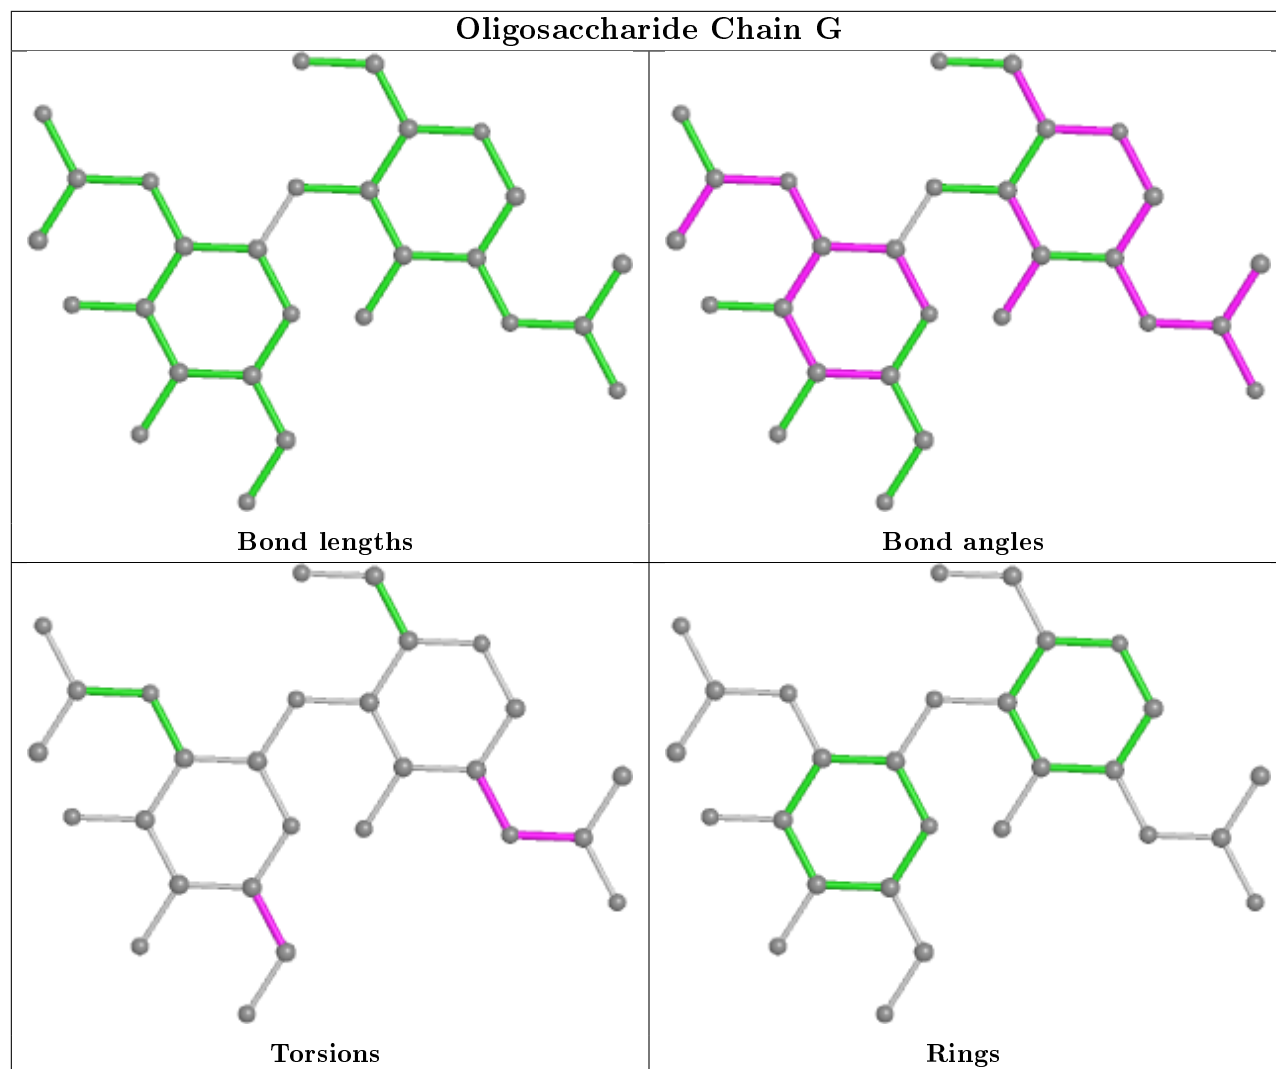 Oligosaccharide Chain G
Bond lengths
Bond angles
Torsions
Rings